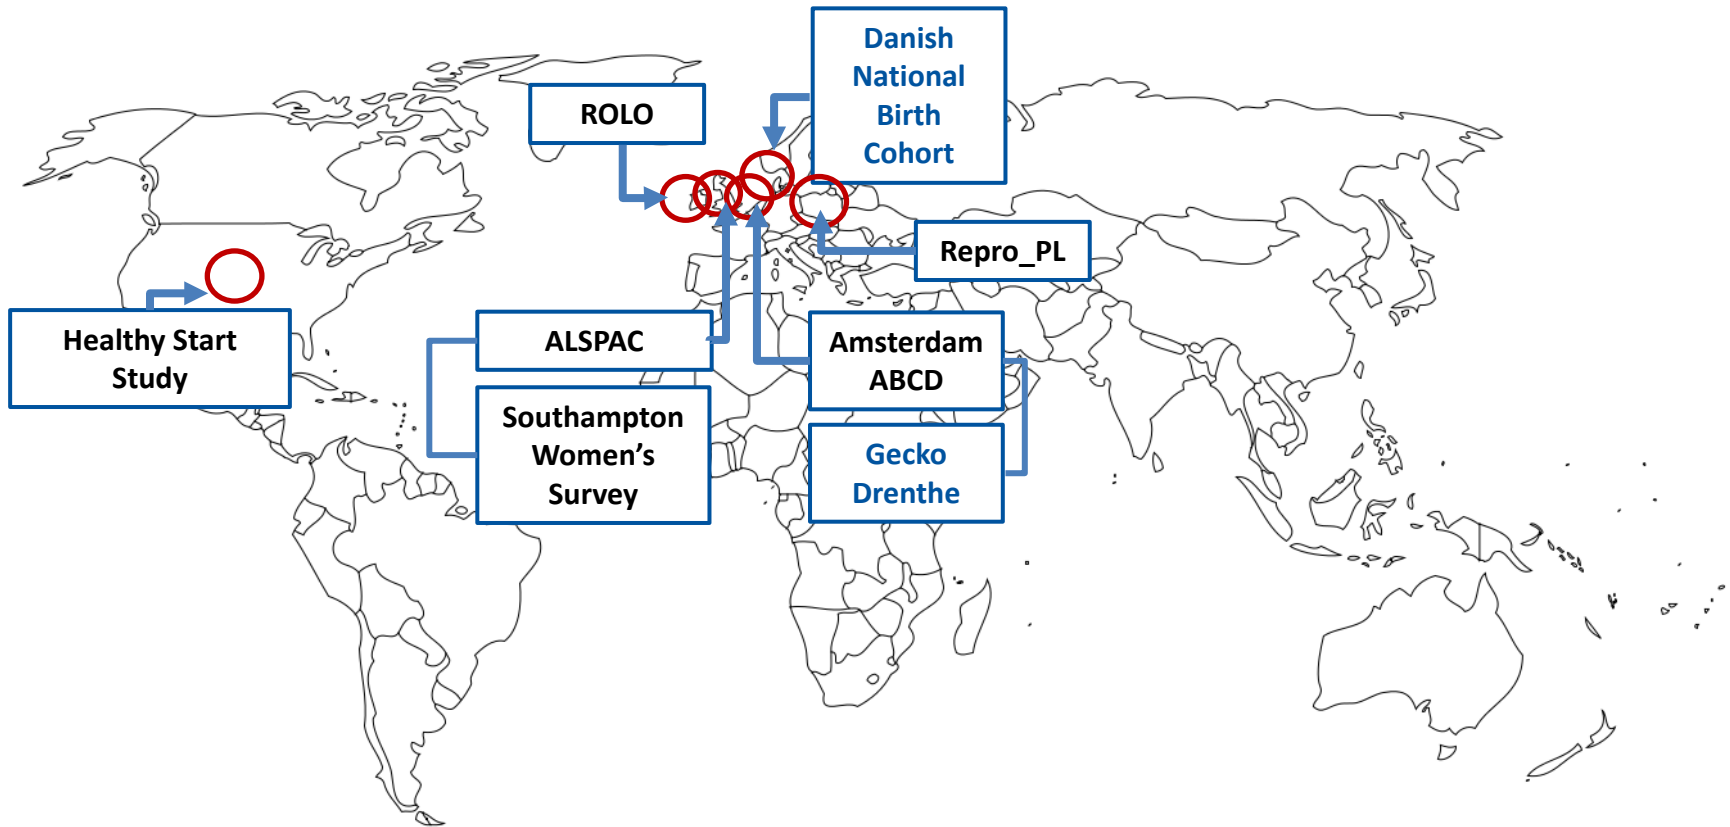 Danish
National
Birth
Cohort
ROLO
Repro_PL
Healthy Start
Study
ALSPAC
Amsterdam
ABCD
Southampton
Women’s
Survey
Gecko
Drenthe